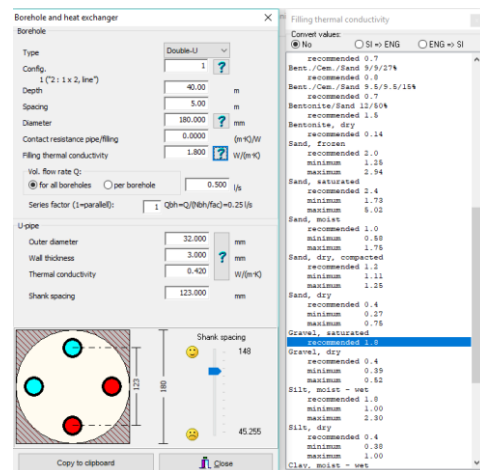 Borehole and heat exchanger
Borehole
Type Double-U
Config. 1 ?
1 ("2 : 1 x 2, line")
Depth 40.00 m
Spacing 5.00 m
Diameter 180.000 ? mm
Contact resistance pipe/filling 0.0000 (m·K)/W
Filling thermal conductivity 1.800 ? W/(m·K)
Vol. flow rate Q:
for all boreholes per borehole 0.500 l/s
Series factor (1=parallel): 1 Qbh=Q/(Nbh/fac)=0.25 l/s
U-pipe
Outer diameter 32.000 mm
Wall thickness 3.000 ? mm
Thermal conductivity 0.420 W/(m·K)
Shank spacing 123.000 mm
123
180
Shank spacing
148
45.255
Copy to clipboard
Close
Filling thermal conductivity
Convert values:
No SI => ENG ENG => SI
recommended 0.7
Bent./Cem./Sand 9/9/27%
recommended 0.8
Bent./Cem./Sand 9.5/9.5/15%
recommended 0.7
Bentonite/Sand 12/50%
recommended 1.5
Bentonite, dry
recommended 0.14
Sand, frozen
recommended 2.0
minimum 1.25
maximum 2.94
Sand, saturated
recommended 2.4
minimum 1.73
maximum 5.02
Sand, moist
recommended 1.0
minimum 0.58
maximum 1.75
Sand, dry, compacted
recommended 1.2
minimum 1.11
maximum 1.25
Sand, dry
recommended 0.4
minimum 0.27
maximum 0.75
Gravel, saturated
recommended 1.8
Gravel, dry
recommended 0.4
minimum 0.39
maximum 0.52
Silt, moist - wet
recommended 1.8
minimum 1.00
maximum 2.30
Silt, dry
recommended 0.4
minimum 0.38
maximum 1.00
Clay, moist - wet